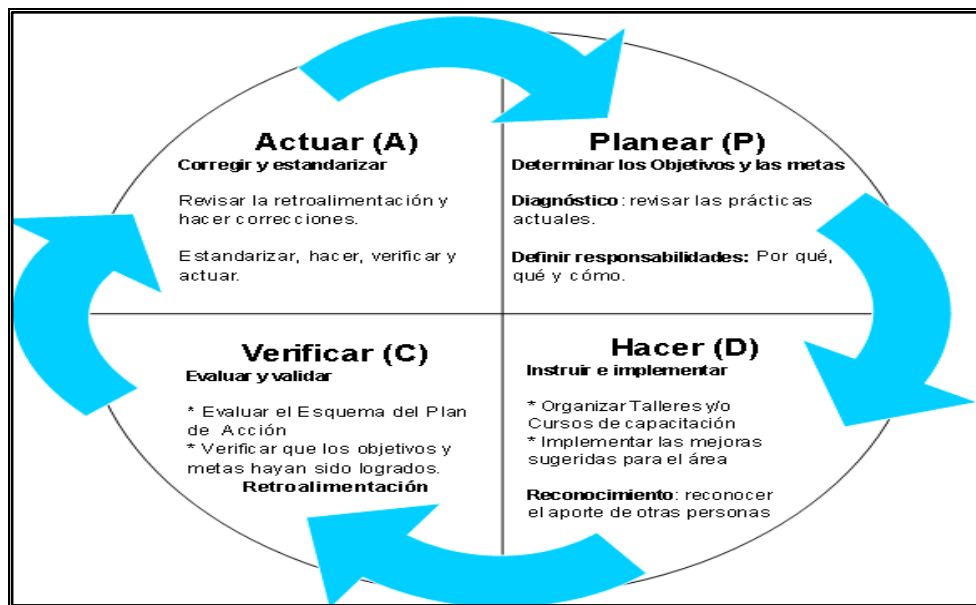 Actuar (A)
Corregir y estandarizar
Revisar la retroalimentación y
hacer correcciones.
Estandarizar, hacer, verificar y
actuar.
Planear (P)
Determinar los Objetivos y las metas
Diagnóstico: revisar las prácticas
actuales.
Definir responsabilidades: Por qué,
qué y cómo.
Verificar (C)
Evaluar y validar
* Evaluar el Esquema del Plan
de Acción
* Verificar que los objetivos y
metas hayan sido logrados.
Retroalimentación
Hacer (D)
Instruir e implementar
* Organizar Talleres y/o
Cursos de capacitación
* Implementar las mejoras
sugeridas para el área
Reconocimiento: reconocer
el aporte de otras personas